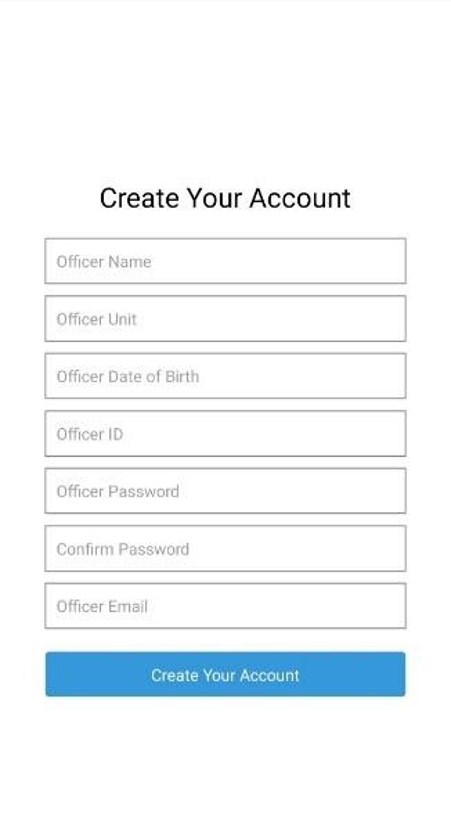 Create Your Account
Officer Name
Officer Unit
Officer Date of Birth
Officer ID
Officer Password
Confirm Password
Officer Email
Create Your Account